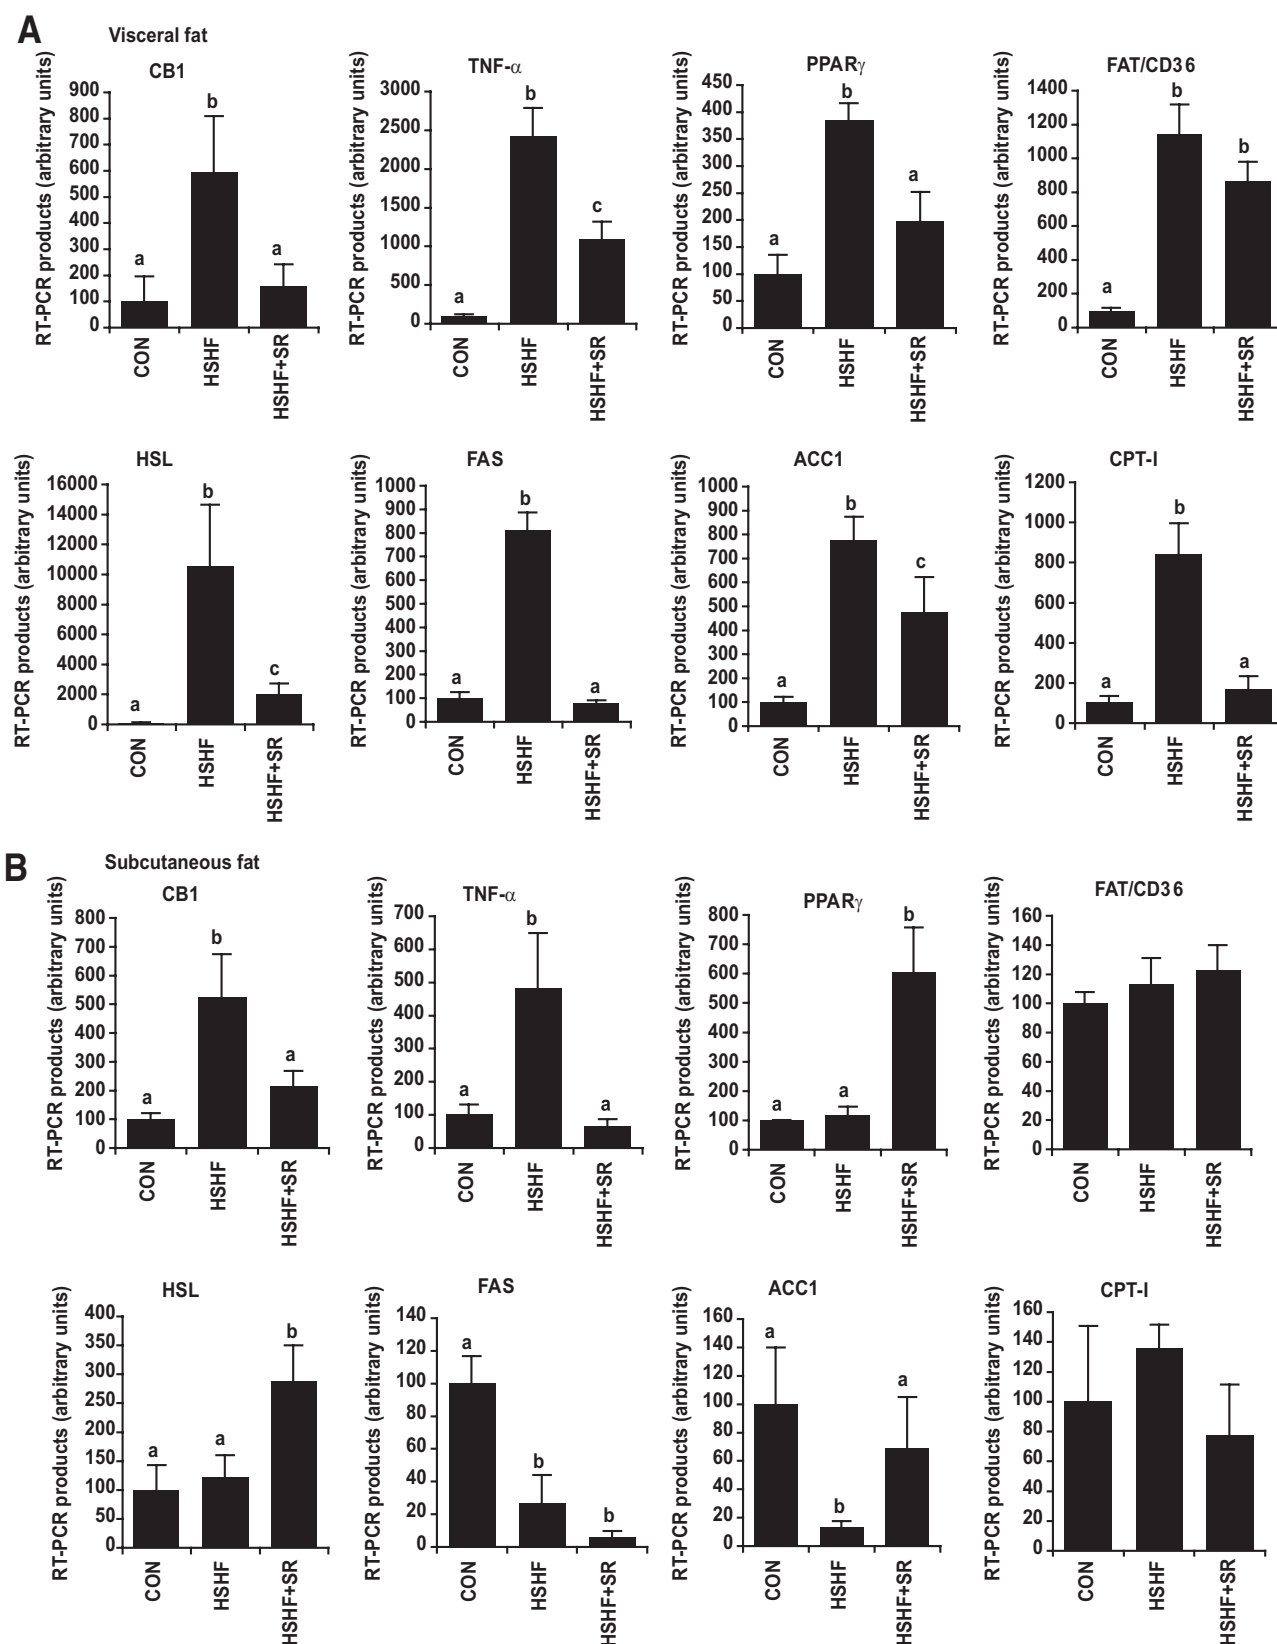 A
Visceral fat
CB1
RT-PCR products (arbitrary units)
900
800
700
600
500
400
300
200
100
0
a
b
a
CON
HSHF
HSHF+SR
TNF-α
RT-PCR products (arbitrary units)
3000
2500
2000
1500
1000
500
0
a
b
c
CON
HSHF
HSHF+SR
PPARγ
RT-PCR products (arbitrary units)
450
400
350
300
250
200
150
100
50
0
a
b
a
CON
HSHF
HSHF+SR
FAT/CD36
RT-PCR products (arbitrary units)
1400
1200
1000
800
600
400
200
0
a
b
b
CON
HSHF
HSHF+SR
HSL
RT-PCR products (arbitrary units)
16000
14000
12000
10000
8000
6000
4000
2000
0
a
b
c
CON
HSHF
HSHF+SR
FAS
RT-PCR products (arbitrary units)
1000
900
800
700
600
500
400
300
200
100
0
a
b
a
CON
HSHF
HSHF+SR
ACC1
RT-PCR products (arbitrary units)
1000
900
800
700
600
500
400
300
200
100
0
a
b
c
CON
HSHF
HSHF+SR
CPT-I
RT-PCR products (arbitrary units)
1200
1000
800
600
400
200
0
a
b
a
CON
HSHF
HSHF+SR
B
Subcutaneous fat
CB1
RT-PCR products (arbitrary units)
800
700
600
500
400
300
200
100
0
a
b
a
CON
HSHF
HSHF+SR
TNF-α
RT-PCR products (arbitrary units)
700
600
500
400
300
200
100
0
a
b
a
CON
HSHF
HSHF+SR
PPARγ
RT-PCR products (arbitrary units)
800
700
600
500
400
300
200
100
0
a
a
b
CON
HSHF
HSHF+SR
FAT/CD36
RT-PCR products (arbitrary units)
160
140
120
100
80
60
40
20
0
CON
HSHF
HSHF+SR
HSL
RT-PCR products (arbitrary units)
400
350
300
250
200
150
100
50
0
a
a
b
CON
HSHF
HSHF+SR
FAS
RT-PCR products (arbitrary units)
140
120
100
80
60
40
20
0
a
b
b
CON
HSHF
HSHF+SR
ACC1
RT-PCR products (arbitrary units)
160
140
120
100
80
60
40
20
0
a
b
a
CON
HSHF
HSHF+SR
CPT-I
RT-PCR products (arbitrary units)
160
140
120
100
80
60
40
20
0
CON
HSHF
HSHF+SR